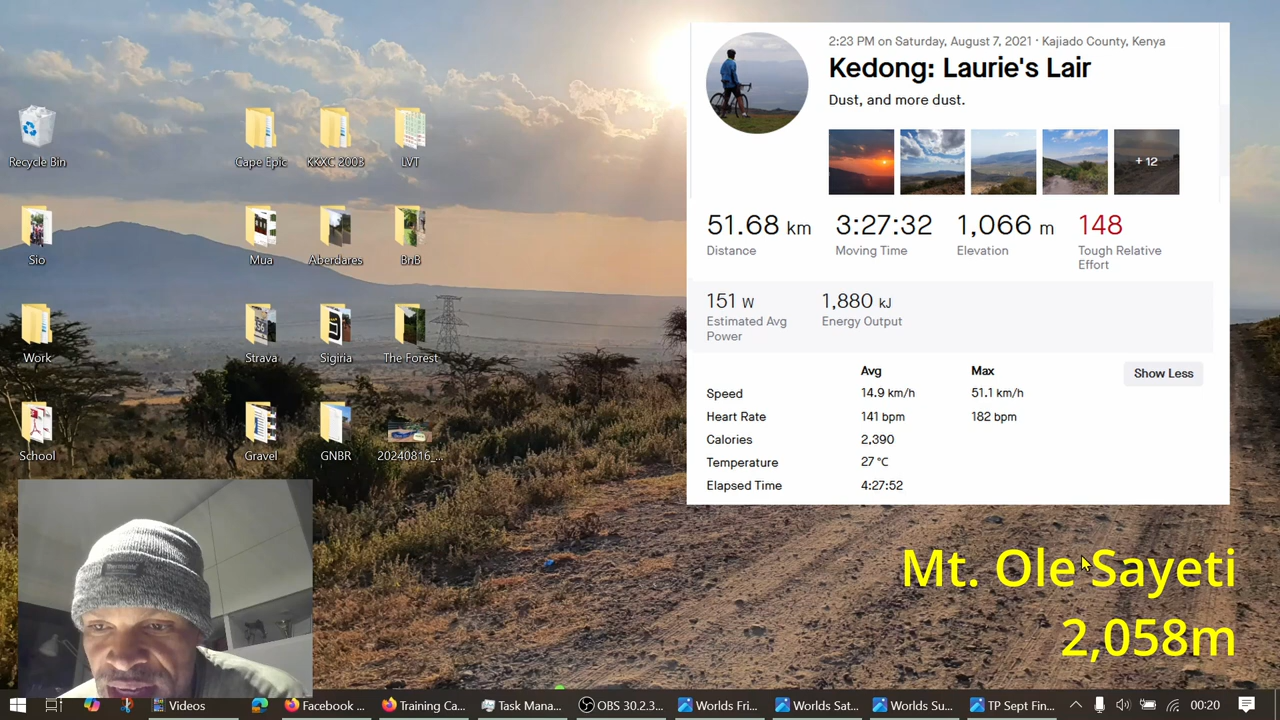 2:23 PM on Saturday, August 7, 2021 · Kajiado County, Kenya
Kedong: Laurie's Lair
Dust, and more dust.
+ 12
51.68 km
Distance
3:27:32
Moving Time
1,066 m
Elevation
148
Tough Relative
Effort
151 W
Estimated Avg
Power
1,880 kJ
Energy Output
Avg Max
Show Less
Speed 14.9 km/h 51.1 km/h
Heart Rate 141 bpm 182 bpm
Calories 2,390
Temperature 27 °C
Elapsed Time 4:27:52
Recycle Bin
Cape Epic
KKXC 2003
LVT
Sio
Mua
Aberdares
BnB
Work
Strava
Sigiria
The Forest
School
Gravel
GNBR
20240816_...
Mt. Ole Sayeti
2,058m
Videos
Facebook ...
Training Ca...
Task Mana...
OBS 30.2.3...
Worlds Fri...
Worlds Sat...
Worlds Su...
TP Sept Fin...
00:20